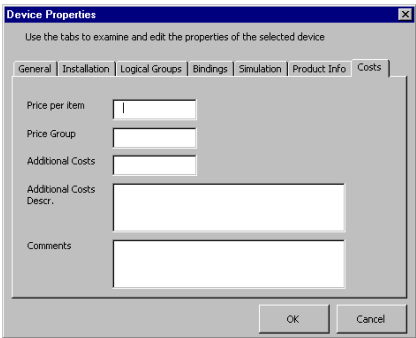 Device Properties
Use the tabs to examine and edit the properties of the selected device
General Installation Logical Groups Bindings Simulation Product Info Costs
Price per item
Price Group
Additional Costs
Additional Costs
Descr.
Comments
OK Cancel